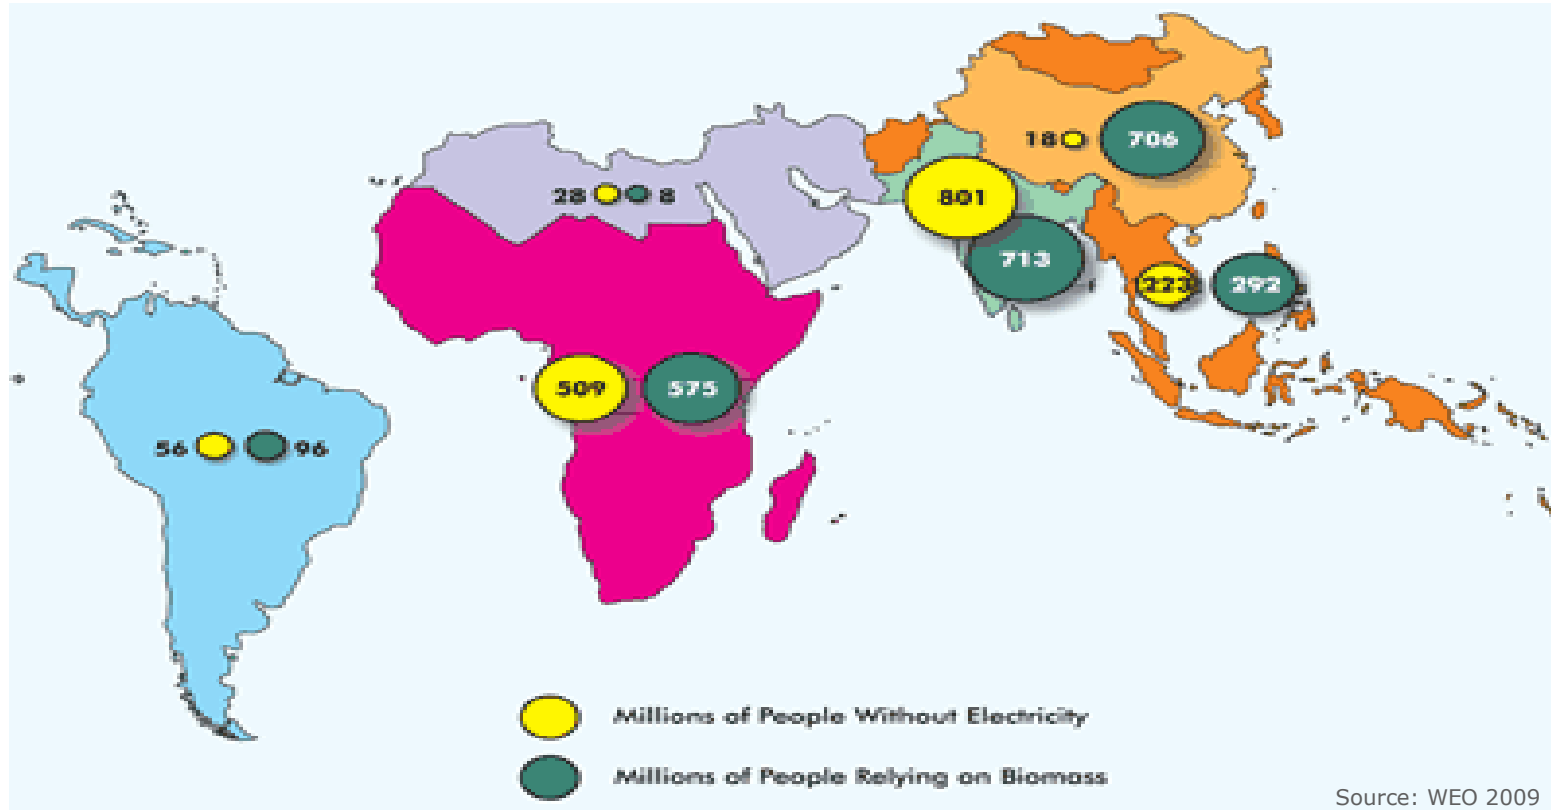 18 706
28 8
801
713
223 292
509 575
56 96
Millions of People Without Electricity
Millions of People Relying on Biomass
Source: WEO 2009